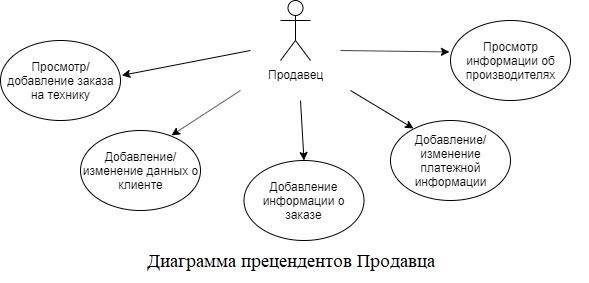 Продавец
Просмотр/
добавление заказа
на технику
Добавление/
изменение данных о
клиенте
Добавление
информации о
заказе
Добавление/
изменение
платежной
информации
Просмотр
информации об
производителях
Диаграмма прецендентов Продавца